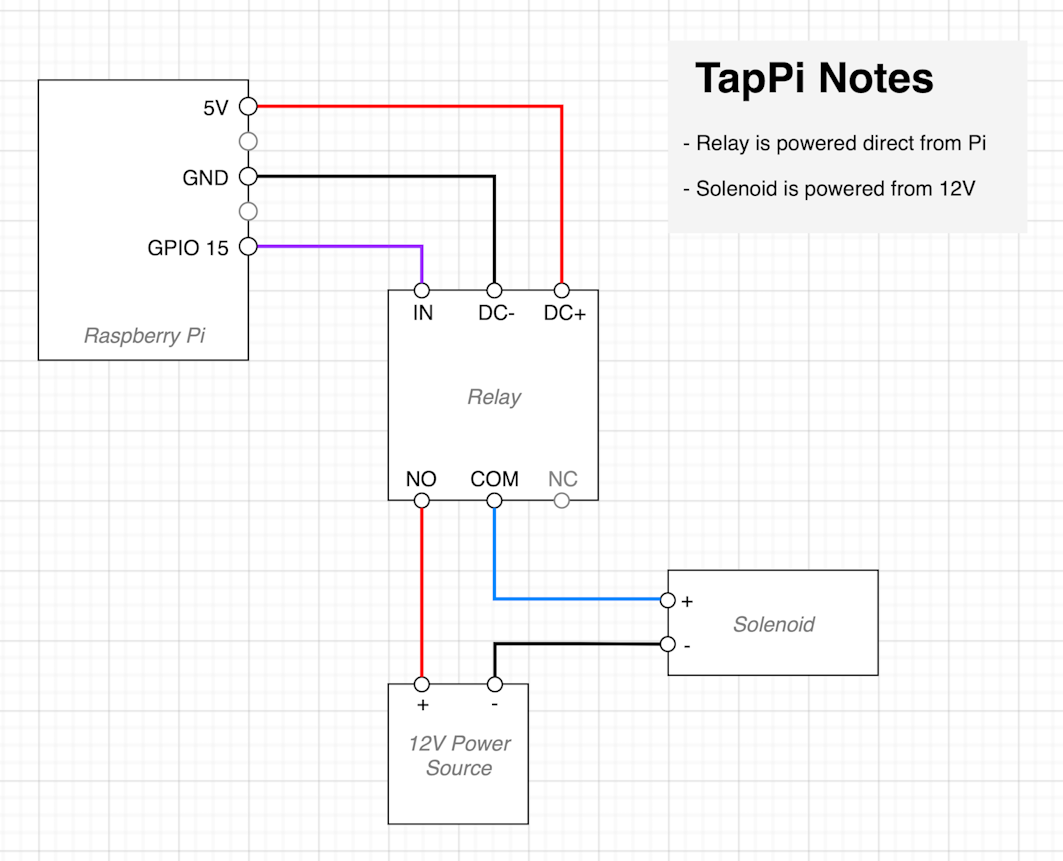 TapPi Notes
- Relay is powered direct from Pi
- Solenoid is powered from 12V
5V
GND
GPIO 15
Raspberry Pi
IN DC- DC+
Relay
NO COM NC
+
Solenoid
-
+ -
12V Power
Source